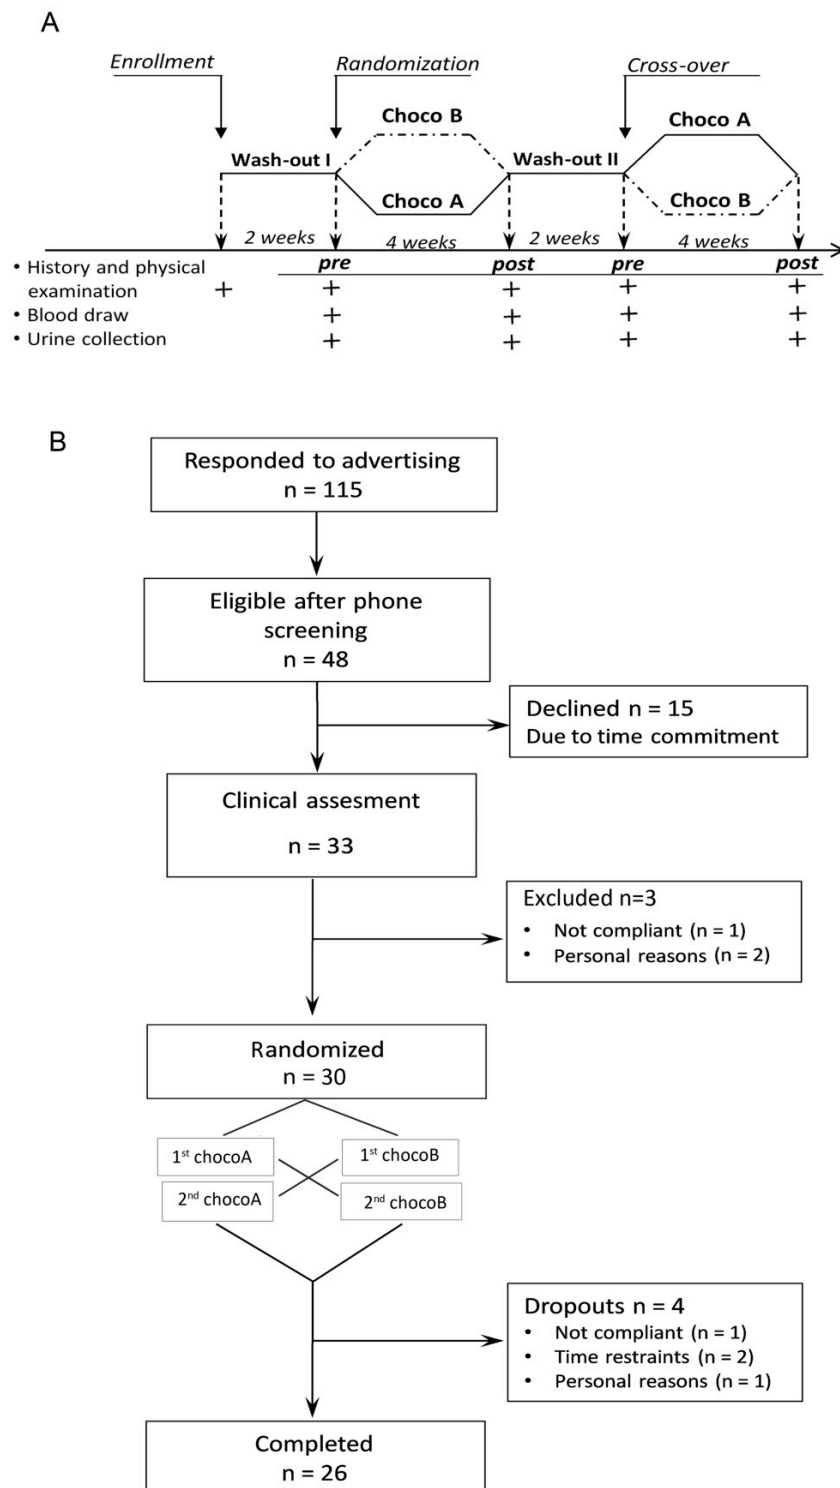 A
Enrollment
Randomization
Cross-over
Choco B
Choco A
Wash-out I
Wash-out II
Choco A
Choco B
2 weeks
4 weeks
2 weeks
4 weeks
• History and physical
examination
pre
post
pre
post
+ + + + +
• Blood draw
+ + + +
• Urine collection
+ + + +
B
Responded to advertising
n = 115
Eligible after phone
screening
n = 48
Declined n = 15
Due to time commitment
Clinical assesment
n = 33
Excluded n=3
• Not compliant (n = 1)
• Personal reasons (n = 2)
Randomized
n = 30
1st chocoA
1st chocoB
2nd chocoA
2nd chocoB
Dropouts n = 4
• Not compliant (n = 1)
• Time restraints (n = 2)
• Personal reasons (n = 1)
Completed
n = 26